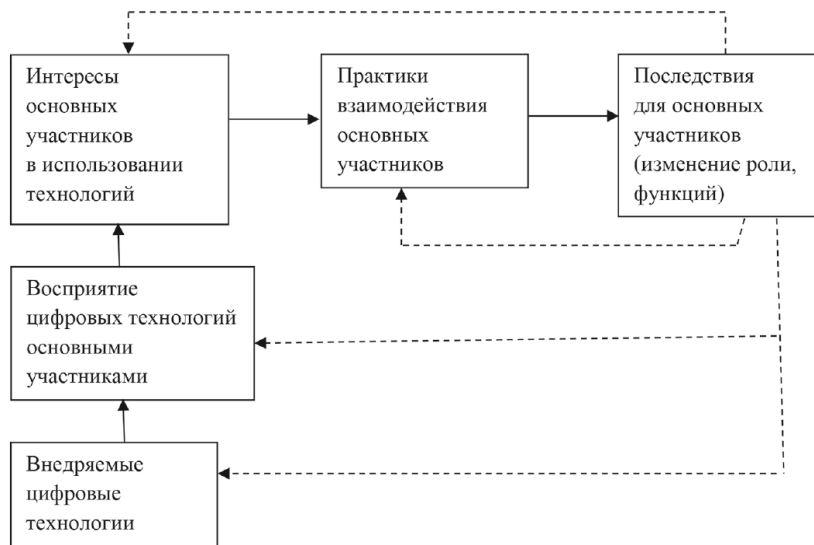 Интересы
основных
участников
в использовании
технологий
Практики
взаимодействия
основных
участников
Последствия
для основных
участников
(изменение роли,
функций)
Восприятие
цифровых технологий
основными
участниками
Внедряемые
цифровые
технологии